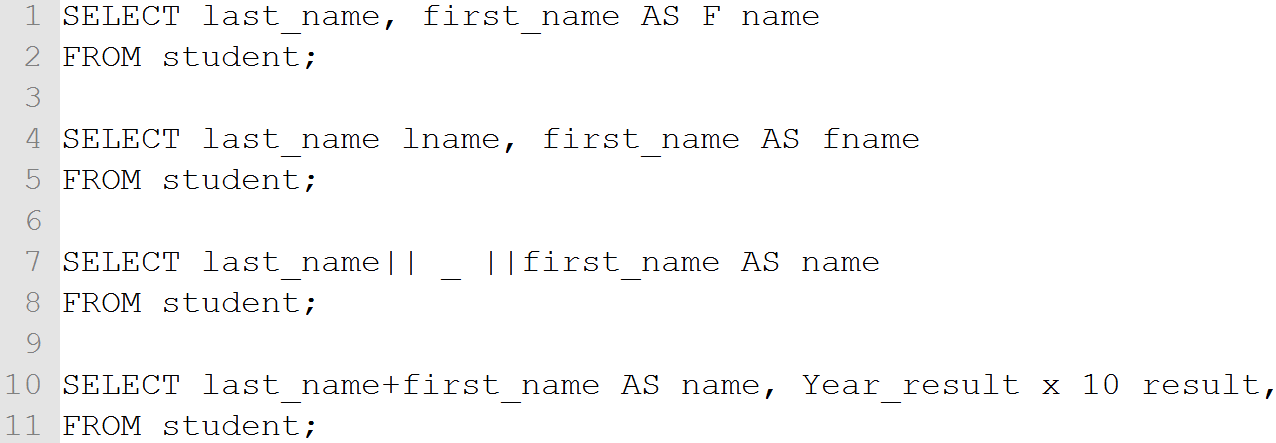 1 SELECT last_name, first_name AS F name
2 FROM student;
3
4 SELECT last_name lname, first_name AS fname
5 FROM student;
6
7 SELECT last_name|| _ ||first_name AS name
8 FROM student;
9
10 SELECT last_name+first_name AS name, Year_result x 10 result,
11 FROM student;